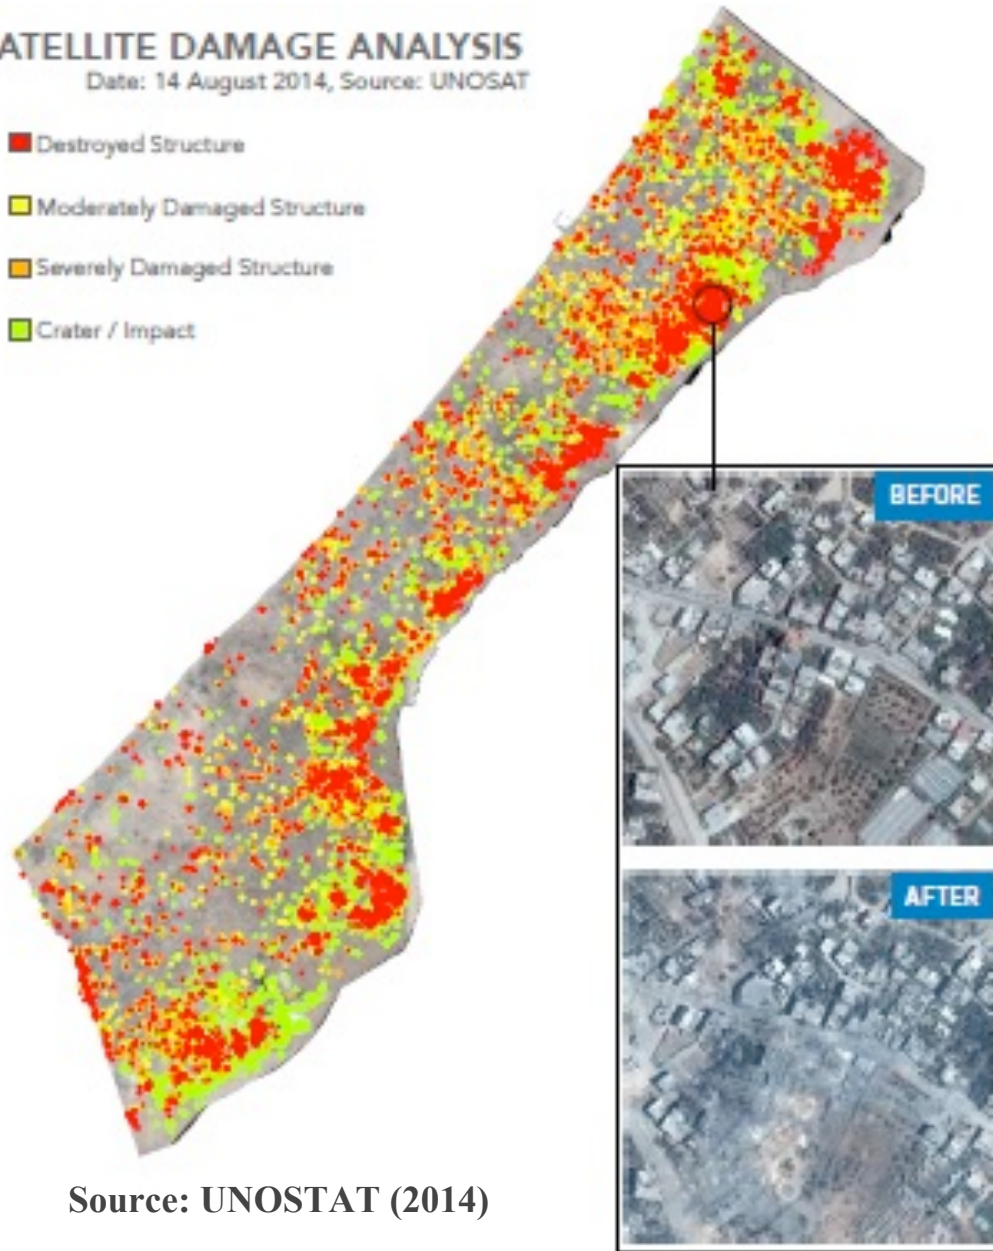 ATELLITE DAMAGE ANALYSIS
Date: 14 August 2014, Source: UNOSAT
Destroyed Structure
Moderately Damaged Structure
Severely Damaged Structure
Crater / Impact
BEFORE
AFTER
Source: UNOSTAT (2014)